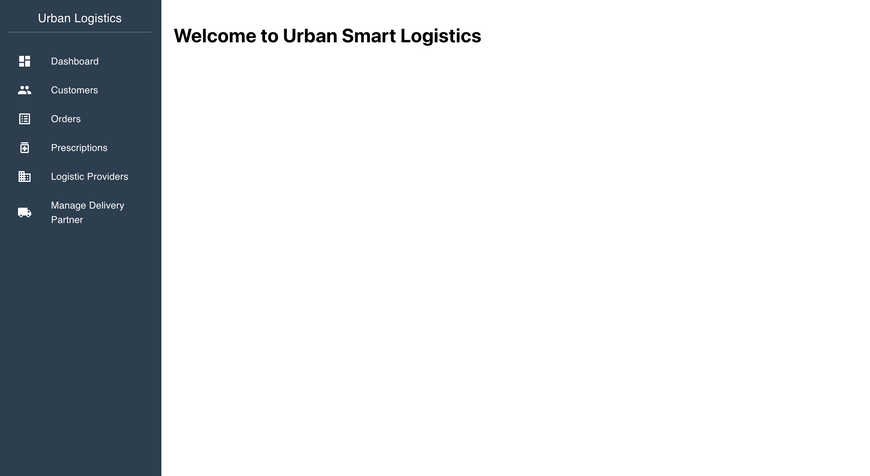 Urban Logistics
Welcome to Urban Smart Logistics
Dashboard
Customers
Orders
Prescriptions
Logistic Providers
Manage Delivery
Partner